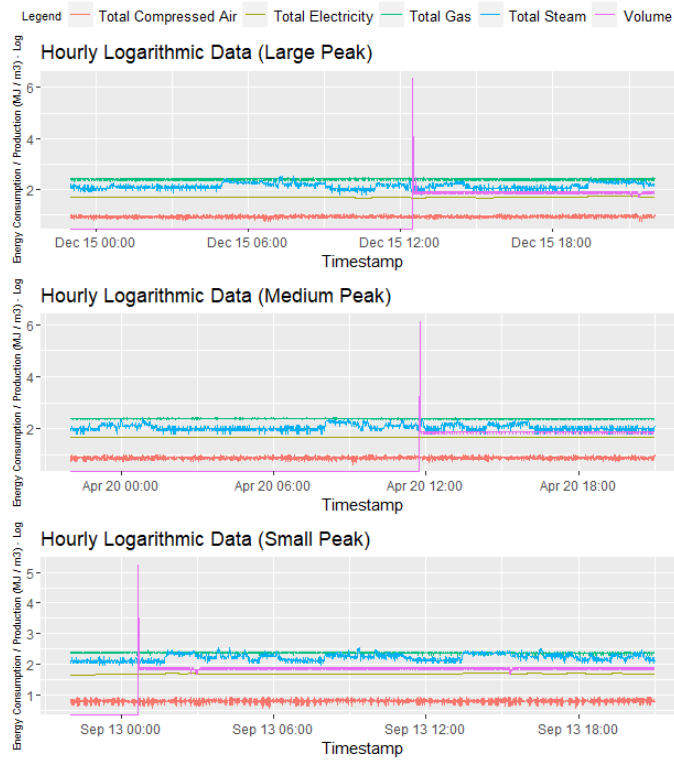 Legend Total Compressed Air Total Electricity Total Gas Total Steam Volume
Hourly Logarithmic Data (Large Peak)
Energy Consumption / Production (MJ / m3) - Log
6
4
2
Dec 15 00:00 Dec 15 06:00 Dec 15 12:00 Dec 15 18:00
Timestamp
Hourly Logarithmic Data (Medium Peak)
Energy Consumption / Production (MJ / m3) - Log
6
4
2
Apr 20 00:00 Apr 20 06:00 Apr 20 12:00 Apr 20 18:00
Timestamp
Hourly Logarithmic Data (Small Peak)
Energy Consumption / Production (MJ / m3) - Log
5
4
3
2
1
Sep 13 00:00 Sep 13 06:00 Sep 13 12:00 Sep 13 18:00
Timestamp